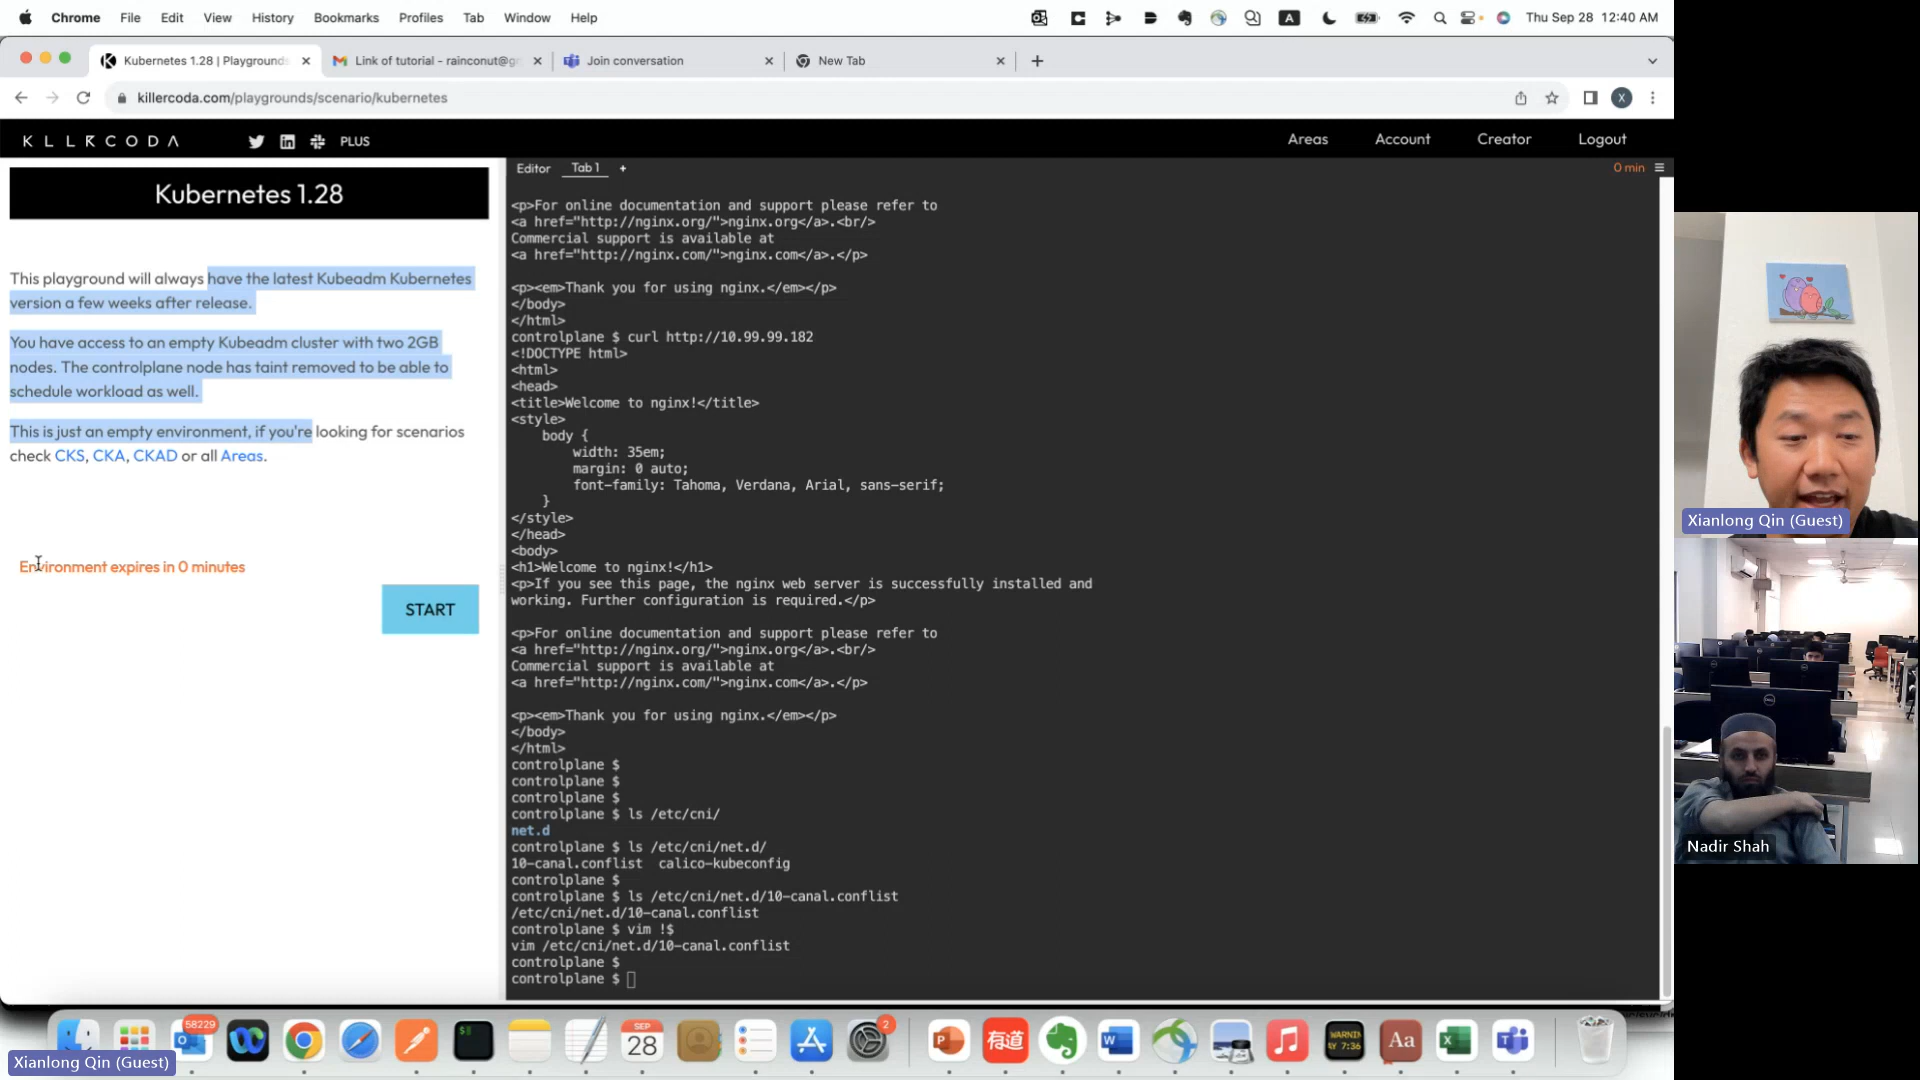 Chrome File Edit View History Bookmarks Profiles Tab Window Help
A
Thu Sep 28 12:40 AM
Kubernetes 1.28 | Playgrounds
Link of tutorial - rainconut@g
Join conversation
New Tab
killercoda.com/playgrounds/scenario/kubernetes
X
PLUS
Areas Account Creator Logout
Kubernetes 1.28
This playground will always have the latest Kubeadm Kubernetes
version a few weeks after release.
You have access to an empty Kubeadm cluster with two 2GB
nodes. The controlplane node has taint removed to be able to
schedule workload as well.
This is just an empty environment, if you're looking for scenarios
check CKS, CKA, CKAD or all Areas.
Environment expires in 0 minutes
START
Editor Tab 1 +
0 min
<p>For online documentation and support please refer to
<a href="http://nginx.org/">nginx.org</a>.<br/>
Commercial support is available at
<a href="http://nginx.com/">nginx.com</a>.</p>
<p><em>Thank you for using nginx.</em></p>
</body>
</html>
controlplane $ curl http://10.99.99.182
<!DOCTYPE html>
<html>
<head>
<title>Welcome to nginx!</title>
<style>
body {
width: 35em;
margin: 0 auto;
font-family: Tahoma, Verdana, Arial, sans-serif;
}
</style>
</head>
<body>
<h1>Welcome to nginx!</h1>
<p>If you see this page, the nginx web server is successfully installed and
working. Further configuration is required.</p>
<p>For online documentation and support please refer to
<a href="http://nginx.org/">nginx.org</a>.<br/>
Commercial support is available at
<a href="http://nginx.com/">nginx.com</a>.</p>
<p><em>Thank you for using nginx.</em></p>
</body>
</html>
controlplane $
controlplane $
controlplane $
controlplane $ ls /etc/cni/
net.d
controlplane $ ls /etc/cni/net.d/
10-canal.conflist calico-kubeconfig
controlplane $
controlplane $ ls /etc/cni/net.d/10-canal.conflist
/etc/cni/net.d/10-canal.conflist
controlplane $ vim !$
vim /etc/cni/net.d/10-canal.conflist
controlplane $
controlplane $
Xianlong Qin (Guest)
Nadir Shah
58229
SEP
28
2
有道
Aa
Xianlong Qin (Guest)